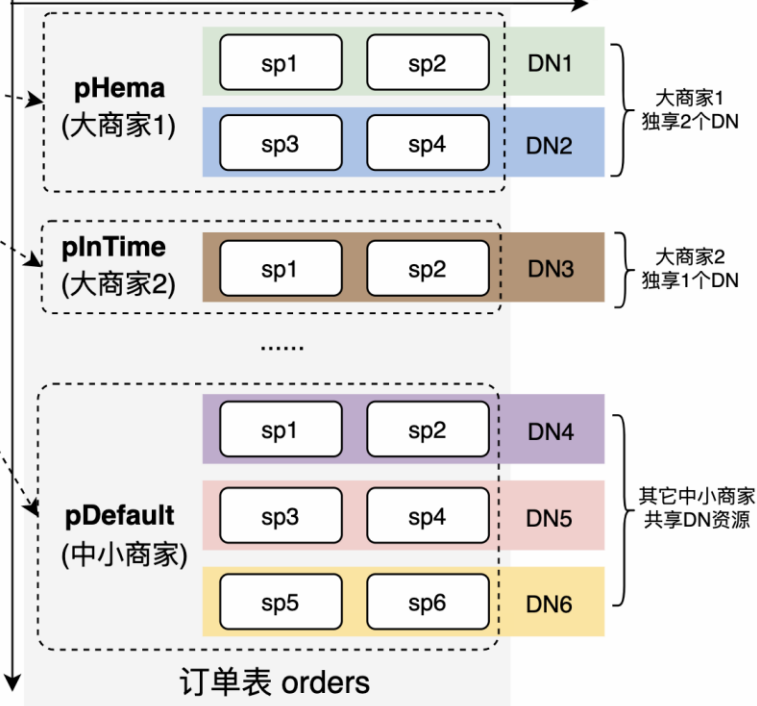 pHema
(大商家1)
sp1
sp2
DN1
sp3
sp4
DN2
大商家1
独享2个DN
pInTime
(大商家2)
sp1
sp2
DN3
大商家2
独享1个DN
......
pDefault
(中小商家)
sp1
sp2
DN4
sp3
sp4
DN5
sp5
sp6
DN6
其它中小商家
共享DN资源
订单表 orders